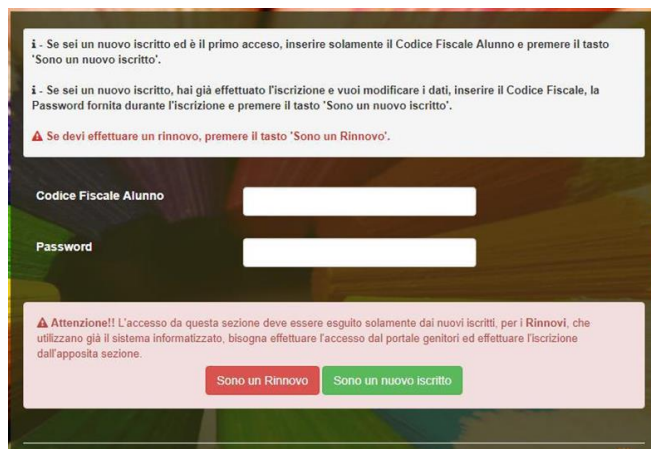 i - Se sei un nuovo iscritto ed è il primo accesso, inserire solamente il Codice Fiscale Alunno e premere il tasto
'Sono un nuovo iscritto'.
i - Se sei un nuovo iscritto, hai già effettuato l'iscrizione e vuoi modificare i dati, inserire il Codice Fiscale, la
Password fornita durante l'iscrizione e premere il tasto 'Sono un nuovo iscritto'.
Se devi effettuare un rinnovo, premere il tasto 'Sono un Rinnovo'.
Codice Fiscale Alunno
Password
Attenzione!! L'accesso da questa sezione deve essere esguito solamente dai nuovi iscritti, per i Rinnovi, che
utilizzano già il sistema informatizzato, bisogna effettuare l'accesso dal portale genitori ed effettuare l'iscrizione
dall'apposita sezione.
Sono un Rinnovo Sono un nuovo iscritto